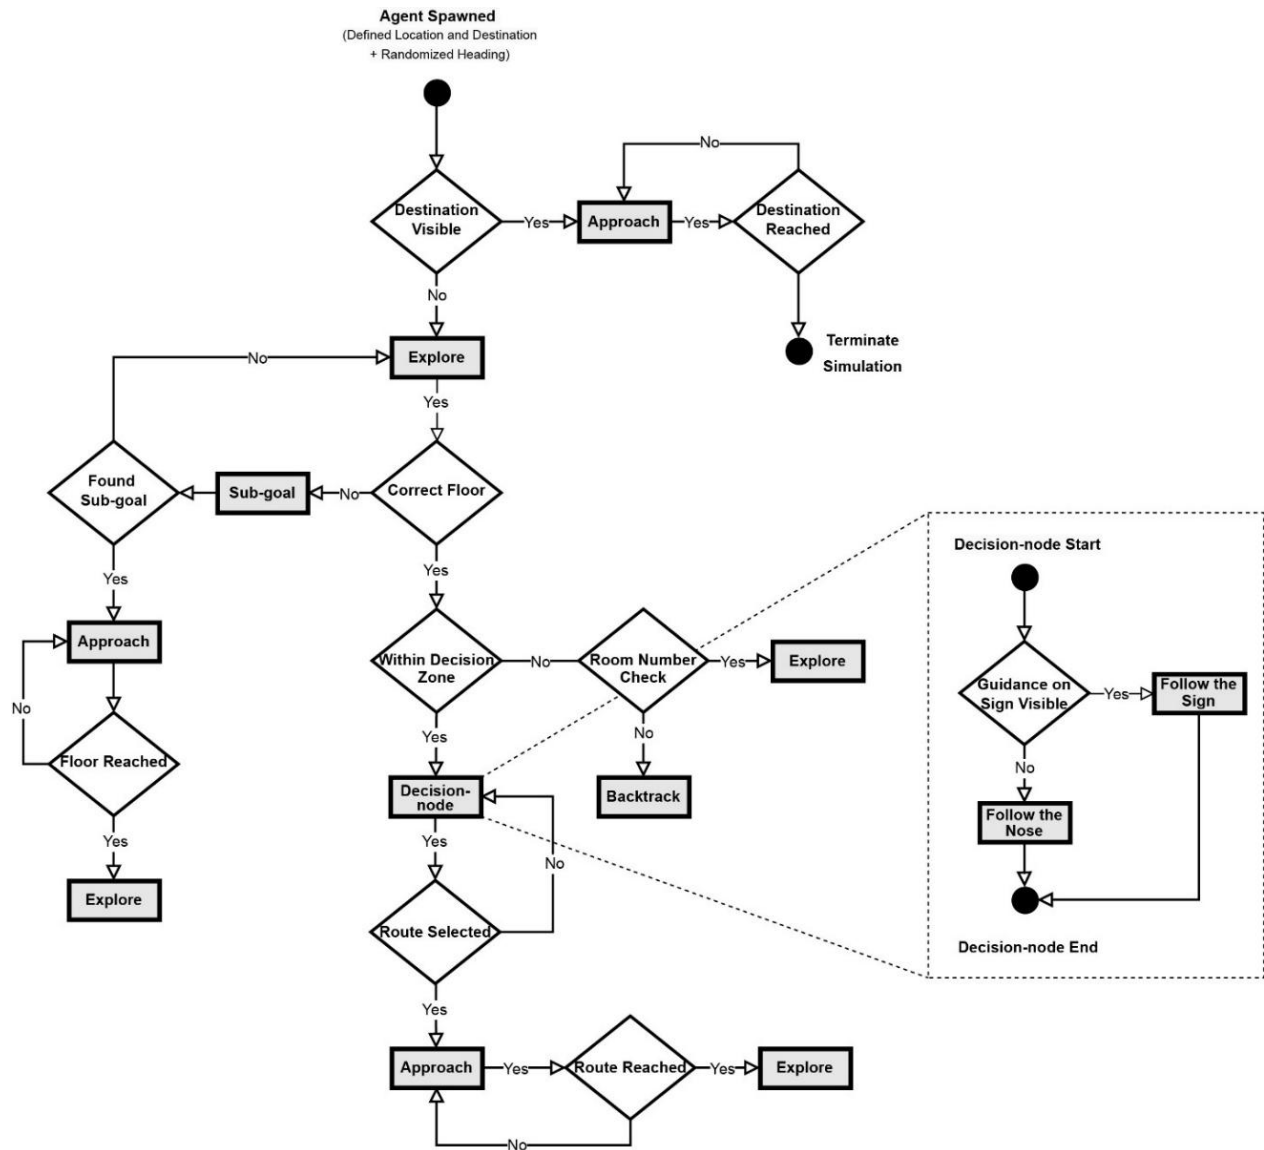 Agent Spawned
(Defined Location and Destination
+ Randomized Heading)
No
Destination
Visible
Yes
Approach
Yes
Destination
Reached
No
Terminate
Simulation
No
Explore
Yes
Found
Sub-goal
Sub-goal
No
Correct Floor
Decision-node Start
Yes
Yes
Approach
Within Decision
Zone
No
Room Number
Check
Yes
Explore
Guidance on
Sign Visible
Yes
Follow the
Sign
No
Floor Reached
Yes
No
No
Decision-
node
Backtrack
Follow the
Nose
Yes
Yes
No
Explore
Route Selected
Decision-node End
Yes
Approach
Yes
Route Reached
Yes
Explore
No